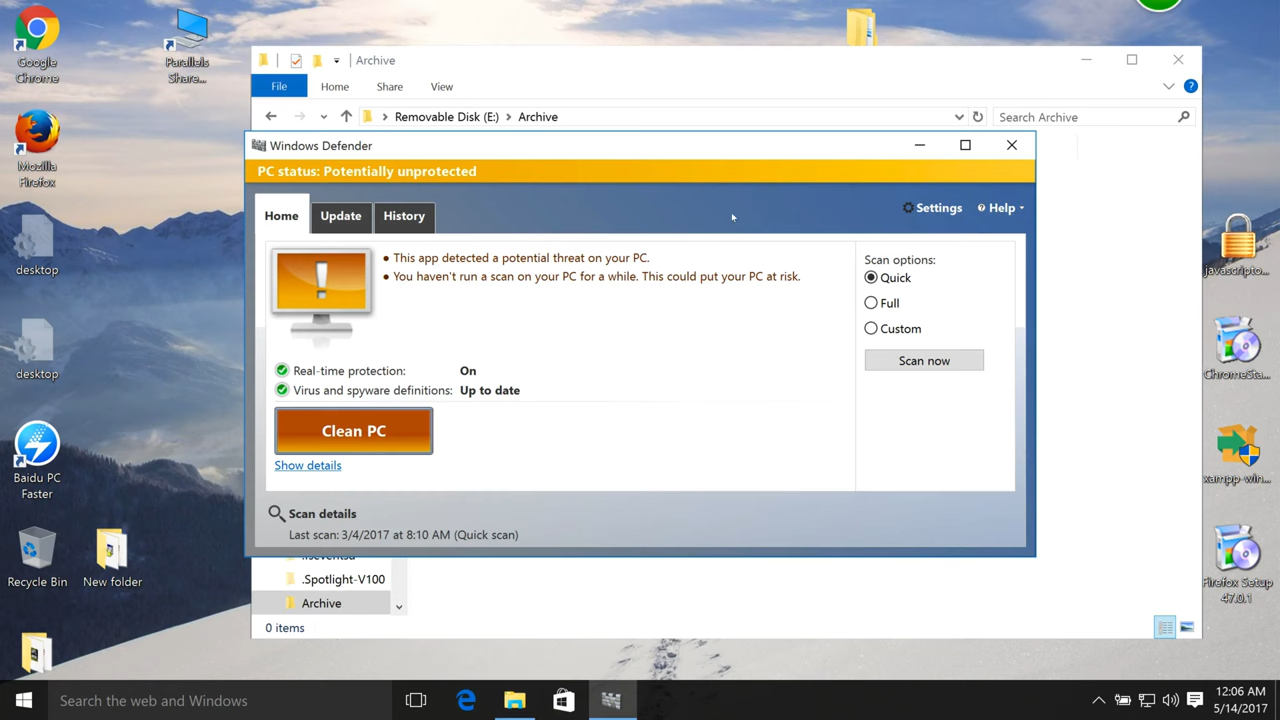 Google
Chrome
Parallels
Share...
Mozilla
Firefox
desktop
desktop
Baidu PC
Faster
Recycle Bin
New folder
Archive
File
Home
Share
View
Removable Disk (E:)
Archive
Search Archive
Windows Defender
PC status: Potentially unprotected
Home
Update
History
Settings
Help
This app detected a potential threat on your PC.
You haven't run a scan on your PC for a while. This could put your PC at risk.
Scan options:
Quick
Full
Custom
Scan now
Real-time protection: On
Virus and spyware definitions: Up to date
Clean PC
Show details
Scan details
Last scan: 3/4/2017 at 8:10 AM (Quick scan)
.Spotlight-V100
Archive
0 items
javascripto...
ChromeSta...
xampp-win...
Firefox Setup
47.0.1
Search the web and Windows
12:06 AM
5/14/2017